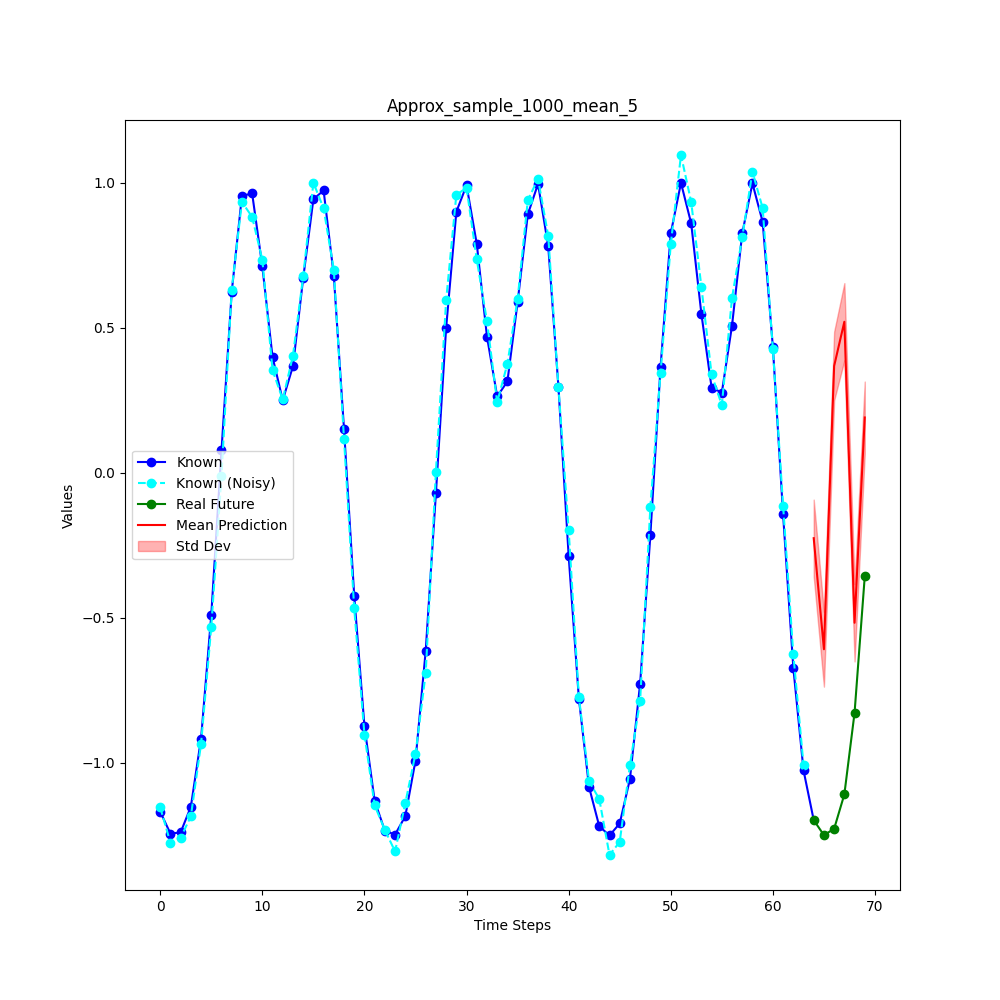 Approx_sample_1000_mean_5
Values
1.0
0.5
0.0
−0.5
−1.0
Known
Known (Noisy)
Real Future
Mean Prediction
Std Dev
0 10 20 30 40 50 60 70
Time Steps